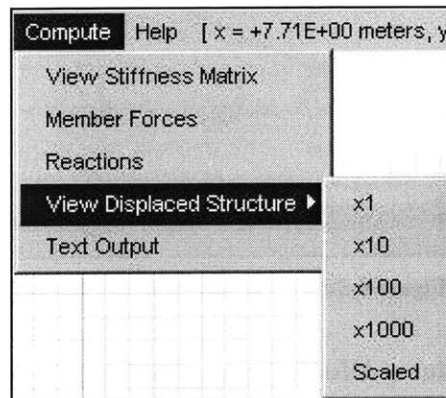 Compute Help [ x = +7.71E+00 meters, y
View Stiffness Matrix
Member Forces
Reactions
View Displaced Structure
Text Output
x1
x10
x100
x1000
Scaled